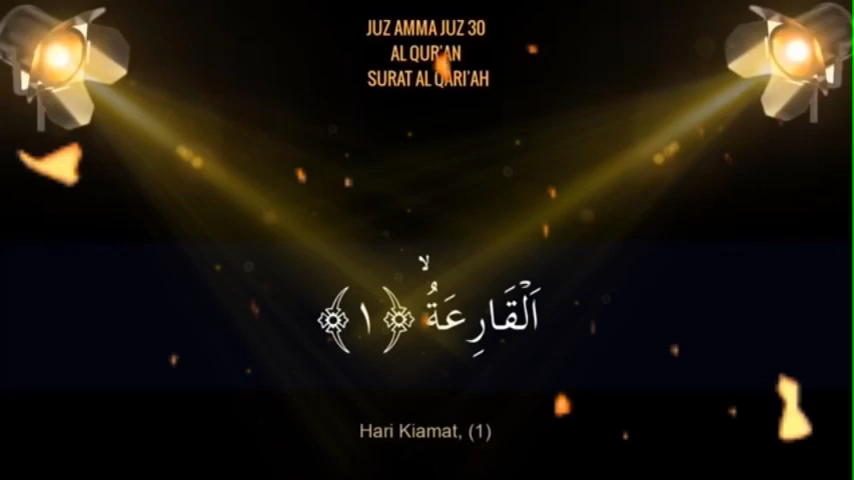 JUZ AMMA JUZ 30
AL QUR'AN
SURAT AL QARI'AH
اَلْقَارِعَةُ ۙ ﴿١﴾
Hari Kiamat, (1)